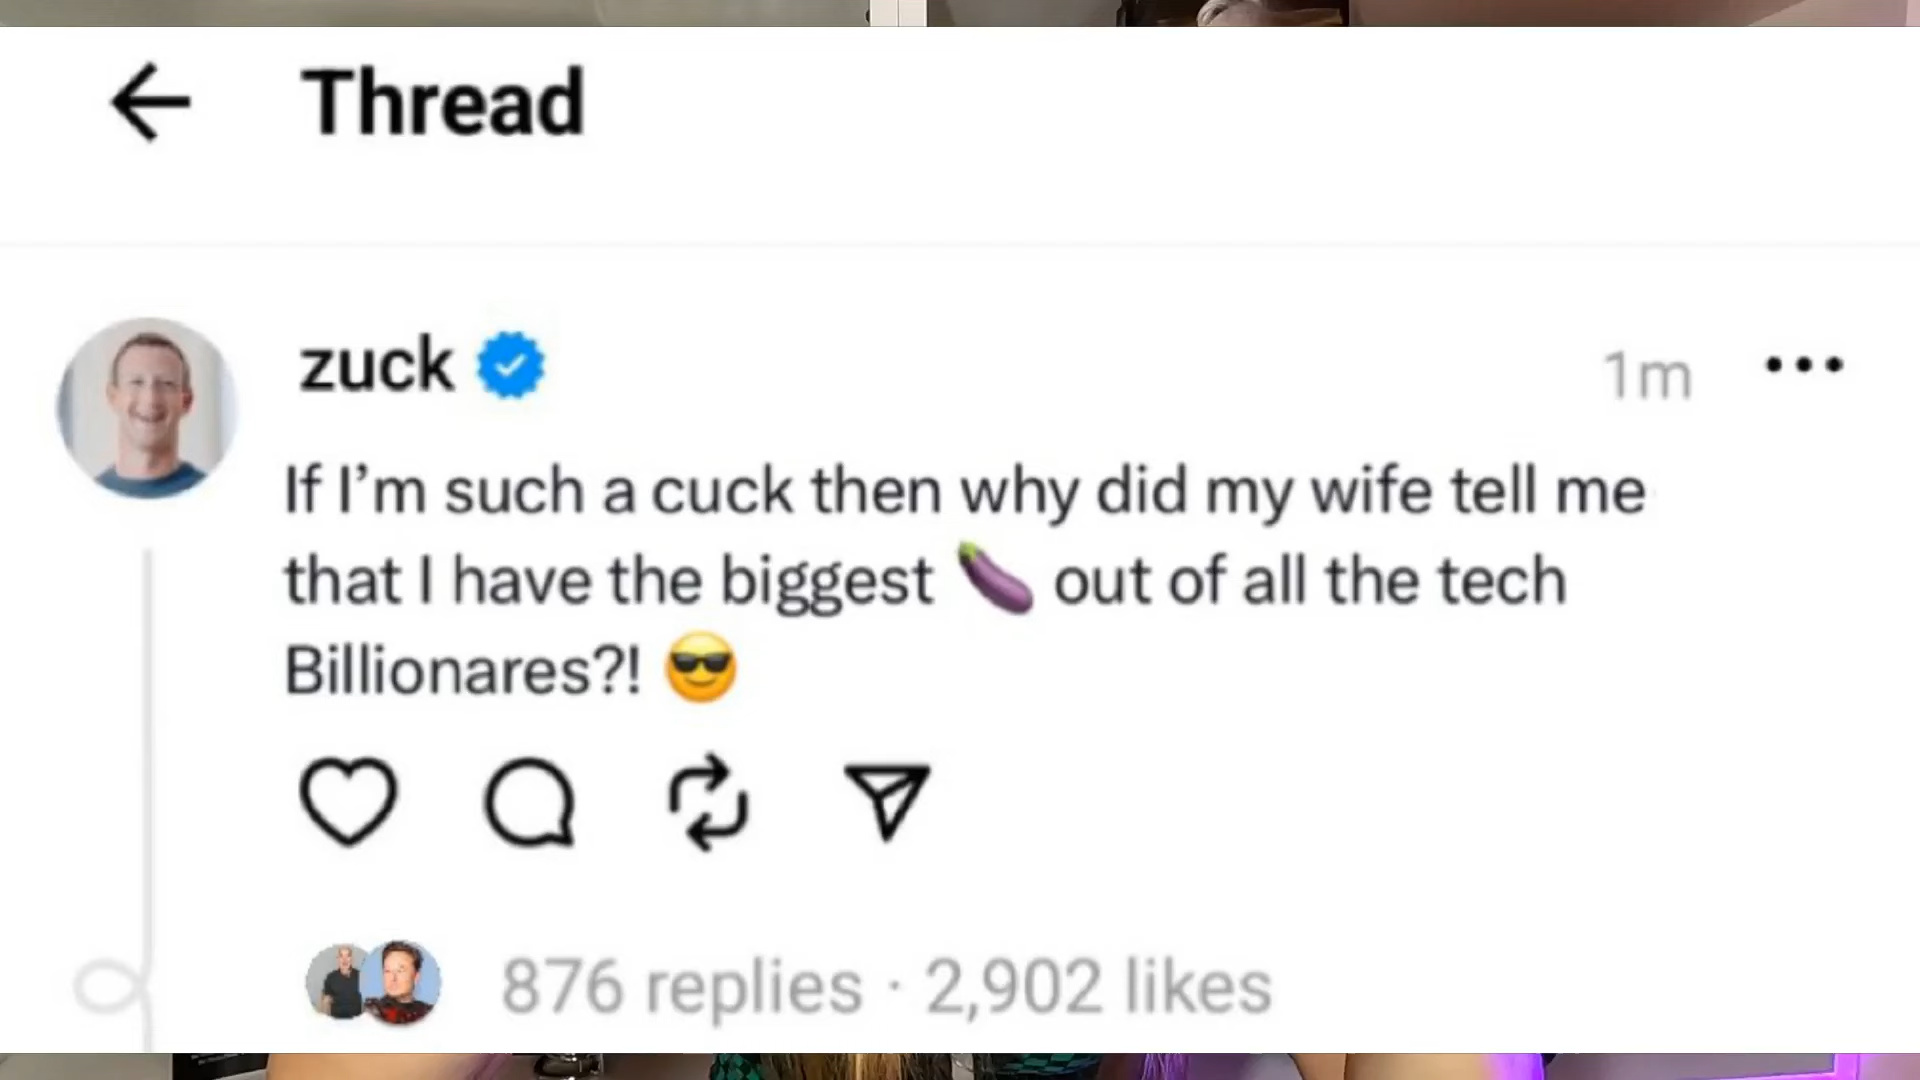 Thread
zuck
1m
If I’m such a cuck then why did my wife tell me
that I have the biggest 🍆 out of all the tech
Billionares?! 😎
876 replies · 2,902 likes